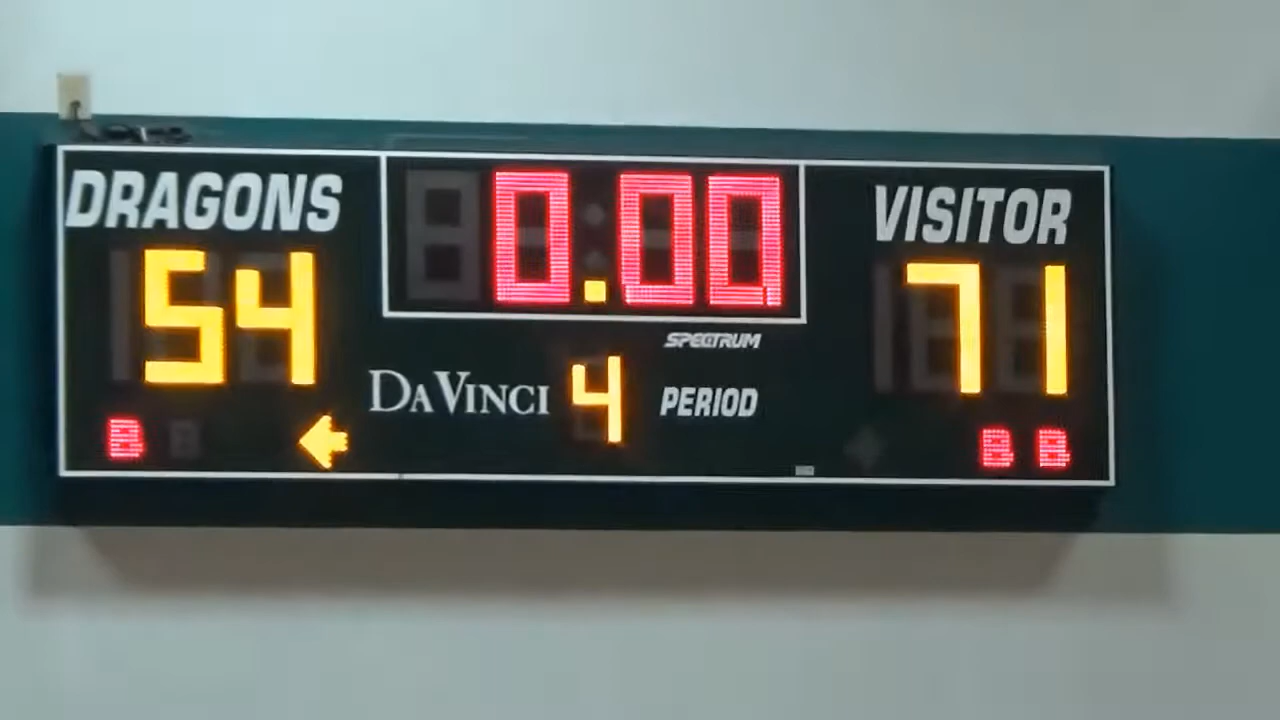 DRAGONS
0.00
VISITOR
54
71
SPECTRUM
DAVINCI 4 PERIOD
B
B B